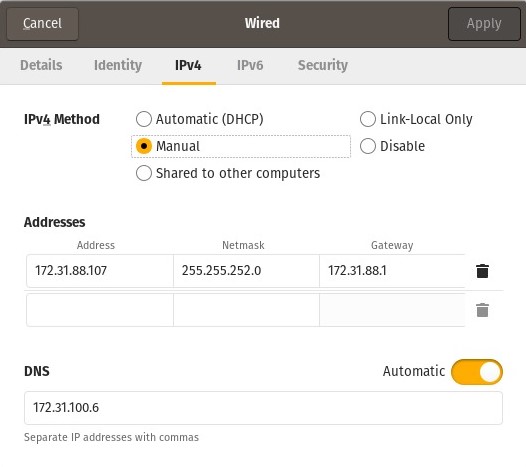 Cancel Wired Apply
Details Identity IPv4 IPv6 Security
IPv4 Method Automatic (DHCP) Link-Local Only
Manual Disable
Shared to other computers
Addresses
Address Netmask Gateway
172.31.88.107 255.255.252.0 172.31.88.1
DNS Automatic
172.31.100.6
Separate IP addresses with commas